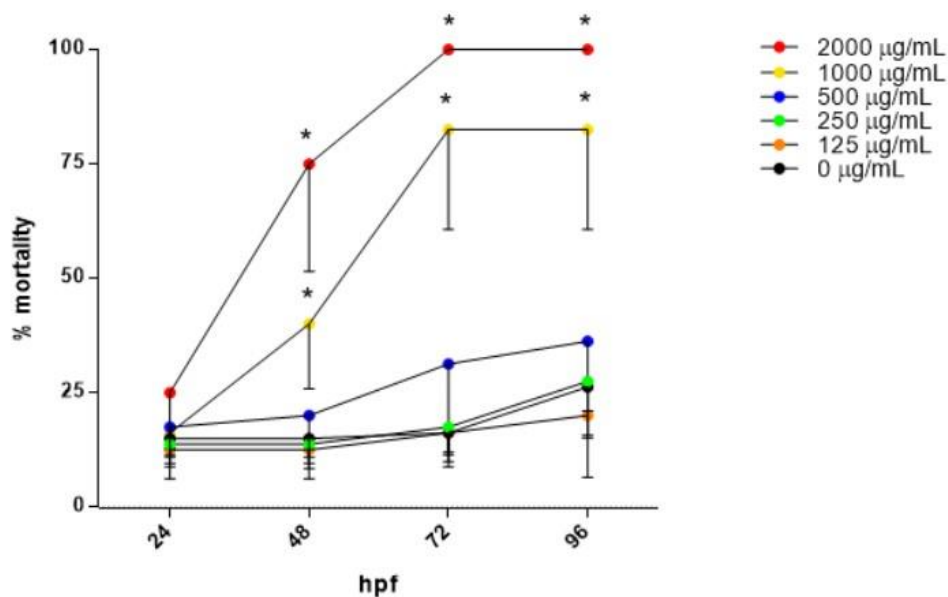 % mortality
100
75
50
25
0
*
*
*
*
*
*
24
48
72
96
hpf
2000 μg/mL
1000 μg/mL
500 μg/mL
250 μg/mL
125 μg/mL
0 μg/mL